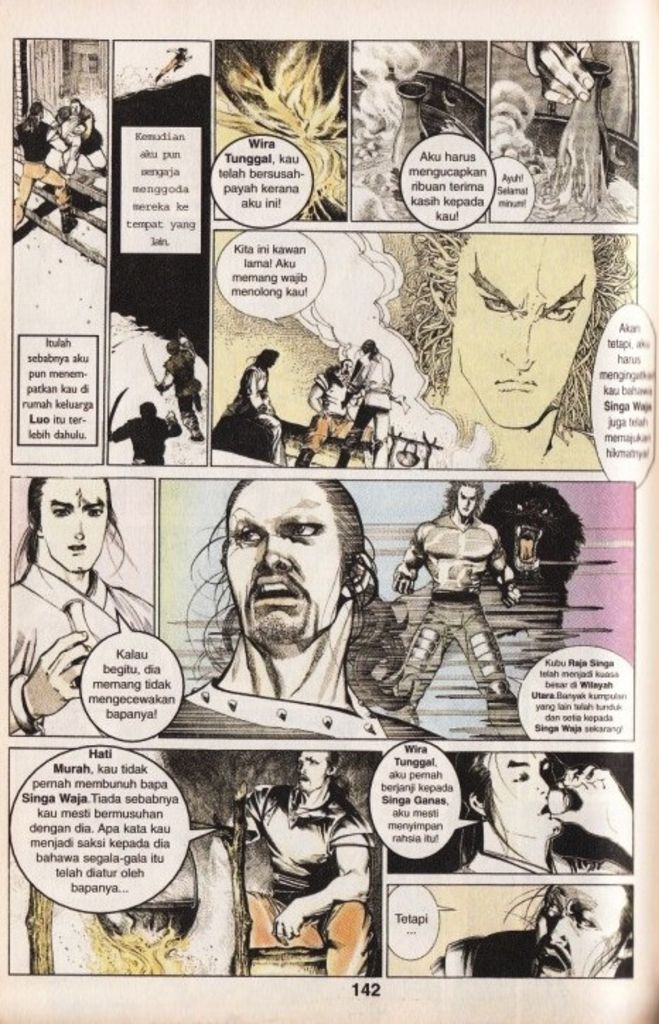 Itulah
sebabnya aku
pun menem-
patkan kau di
rumah keluarga
Luo itu ter-
lebih dahulu.
Kemudian
aku pun
sengaja
menggoda
mereka ke
tempat yang
lain.
Wira
Tunggal, kau
telah bersusah-
payah kerana
aku ini!
Aku harus
mengucapkan
ribuan terima
kasih kepada
kau!
Ayuh!
Selamat
minum!
Kita ini kawan
lama! Aku
memang wajib
menolong kau!
Akan
tetapi, aku
harus
mengingatkan
kau bahawa
Singa Waja
juga telah
memajukan
hikmatnya!
Kalau
begitu, dia
memang tidak
mengecewakan
bapanya!
Kubu Raja Singa
telah menjadi kuasa
besar di Wilayah
Utara.Banyak kumpulan
yang lain telah tunduk
dan setia kepada
Singa Waja sekarang!
Hati
Murah, kau tidak
pernah membunuh bapa
Singa Waja.Tiada sebabnya
kau mesti bermusuhan
dengan dia. Apa kata kau
menjadi saksi kepada dia
bahawa segala-gala itu
telah diatur oleh
bapanya...
Wira
Tunggal,
aku pernah
berjanji kepada
Singa Ganas,
aku mesti
menyimpan
rahsia itu!
Tetapi
...
142